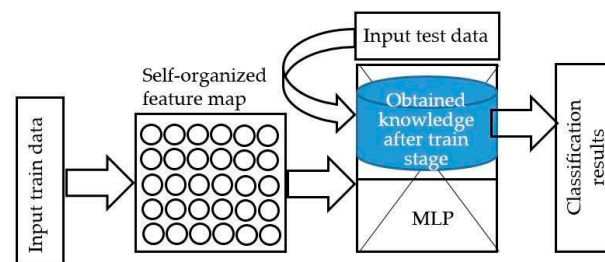 Input train data
Self-organized
feature map
Input test data
Obtained
knowledge
after train
stage
MLP
Classification
results